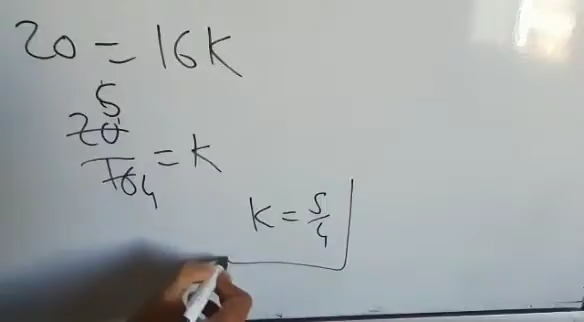 20 = 16K
5
20/16 = K
4
K = 5/4